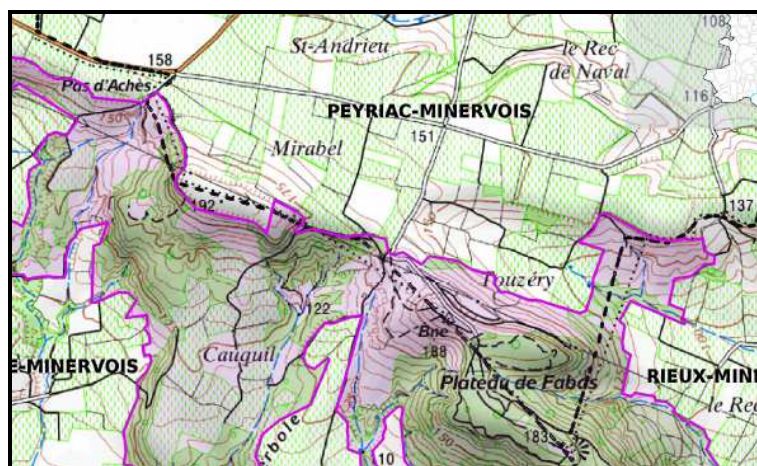 108
St-Andrieu
le Rec
de Naval
158
Pas d'Achès
116
PEYRIAC-MINERVOIS
151
Mirabel
175
192
137
Touzéry
122
Bne
188
Cauquil
E-MINERVOIS
Plateau de Fabas
RIEUX-MINE
le Rec
150
183
10